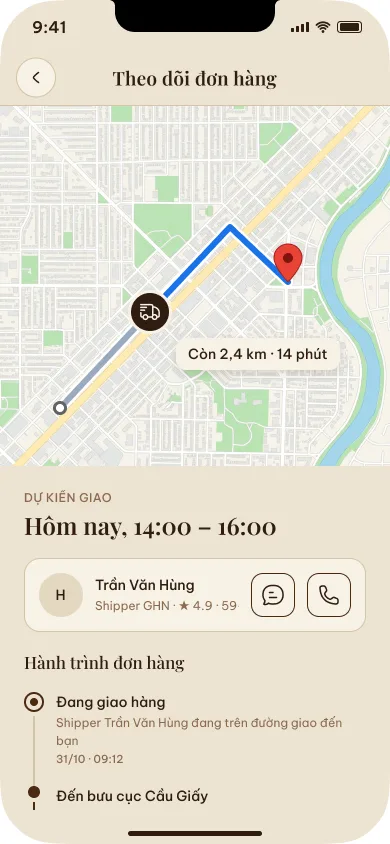 9:41
Theo dõi đơn hàng
Còn 2,4 km · 14 phút
DỰ KIẾN GIAO
Hôm nay, 14:00 – 16:00
H
Trần Văn Hùng
Shipper GHN · ★ 4.9 · 59
Hành trình đơn hàng
Đang giao hàng
Shipper Trần Văn Hùng đang trên đường giao đến
bạn
31/10 · 09:12
Đến bưu cục Cầu Giấy